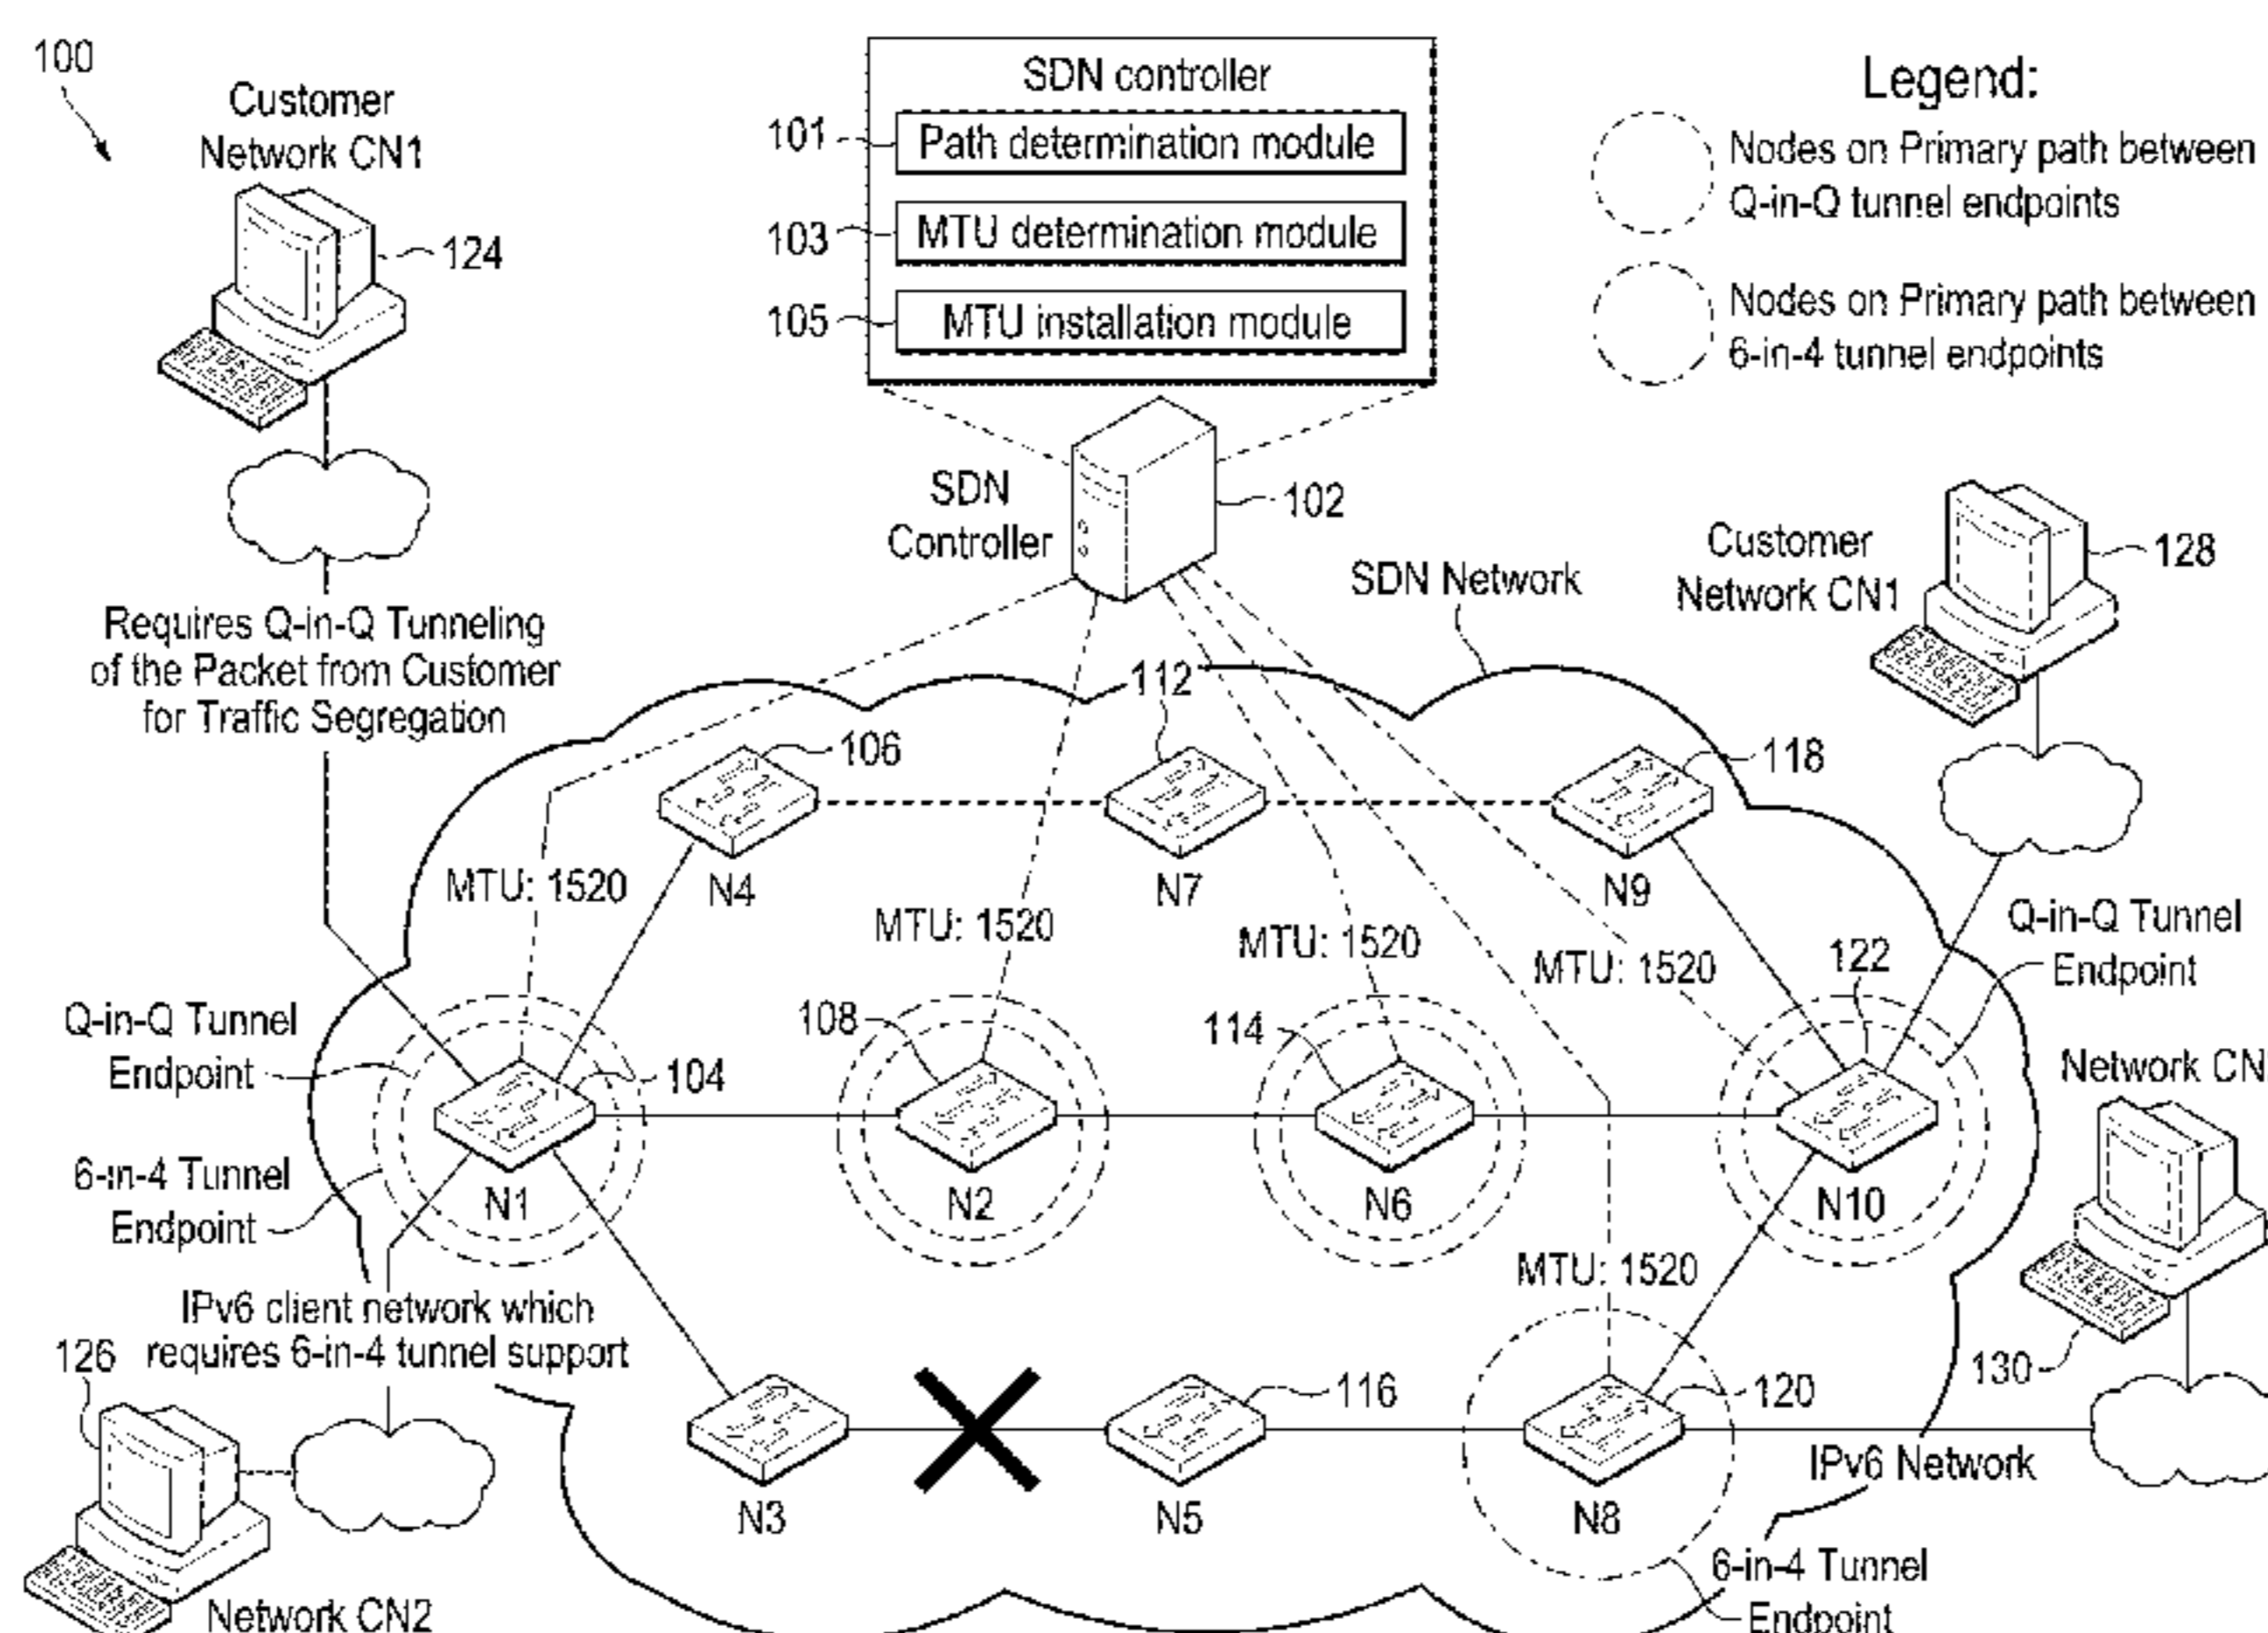 100
Customer
Network CN1
124
SDN controller
101
Path determination module
103
MTU determination module
105
MTU installation module
Legend:
Nodes on Primary path between
Q-in-Q tunnel endpoints
Nodes on Primary path between
6-in-4 tunnel endpoints
SDN
Controller
102
SDN Network
Customer
Network CN1
128
Requires Q-in-Q Tunneling
of the Packet from Customer
for Traffic Segregation
106
112
118
MTU: 1520
N4
MTU: 1520
N7
MTU: 1520
N9
MTU: 1520
Q-in-Q Tunnel
Endpoint
122
Q-in-Q Tunnel
Endpoint
104
108
114
Network CN
6-in-4 Tunnel
Endpoint
N1
N2
N6
N10
IPv6 client network which
requires 6-in-4 tunnel support
126
MTU: 1520
130
116
120
N3
N5
N8
IPv6 Network
6-in-4 Tunnel
Endpoint
Network CN2